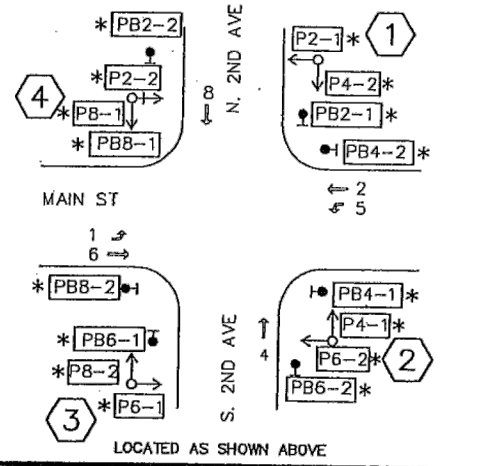 * PB2-2
* P2-2
4
* P8-1
* PB8-1
8
N. 2ND AVE
P2-1 *
1
P4-2 *
PB2-1 *
PB4-2 *
MAIN ST
2
5
1
6
* PB8-2
* PB6-1
* P8-2
* P6-1
3
S. 2ND AVE
4
PB4-1 *
P4-1 *
P6-2 *
2
PB6-2 *
LOCATED AS SHOWN ABOVE